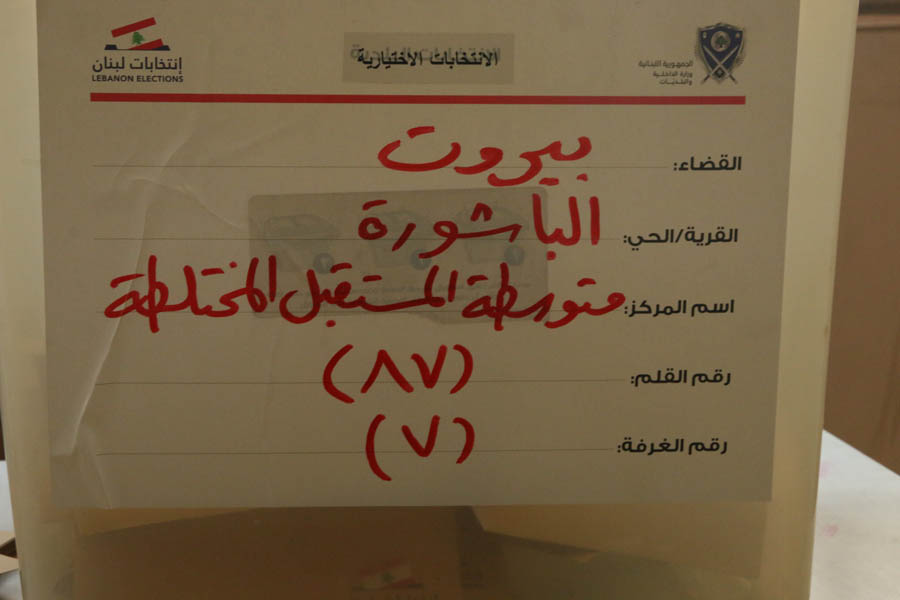 إنتخابات لبنان
LEBANON ELECTIONS
الانتخابات الاختيارية
الجمهورية اللبنانية
وزارة الداخلية
والبلديات
القضاء: بيروت
القرية/الحي: الباشورة
اسم المركز: متوسطة المستقبل المختلطة
رقم القلم: (٨٧)
رقم الغرفة: (٧)